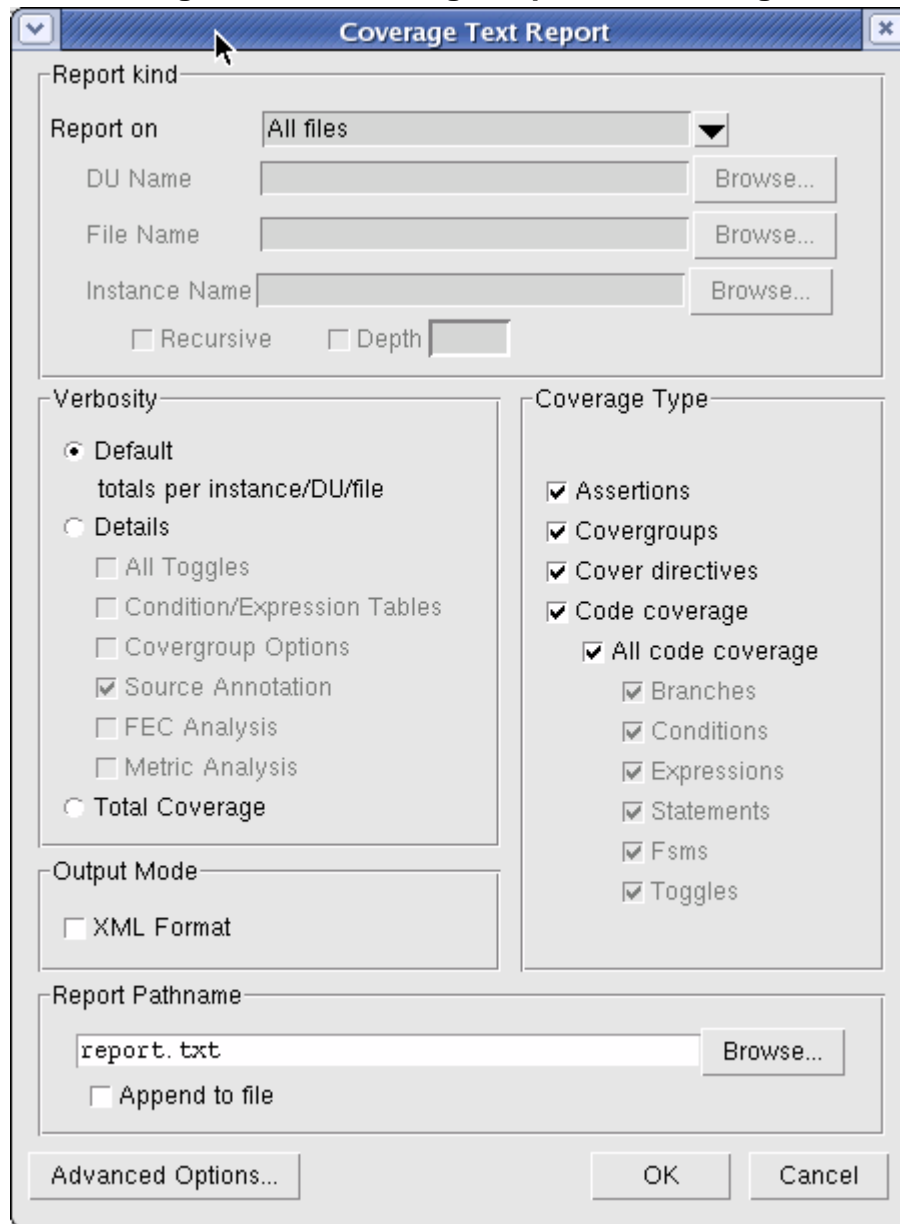 Coverage Text Report
Report kind
Report on All files
DU Name Browse...
File Name Browse...
Instance Name Browse...
Recursive Depth
Verbosity
Default
totals per instance/DU/file
Details
All Toggles
Condition/Expression Tables
Covergroup Options
Source Annotation
FEC Analysis
Metric Analysis
Total Coverage
Coverage Type
Assertions
Covergroups
Cover directives
Code coverage
All code coverage
Branches
Conditions
Expressions
Statements
Fsms
Toggles
Output Mode
XML Format
Report Pathname
report.txt Browse...
Append to file
Advanced Options... OK Cancel